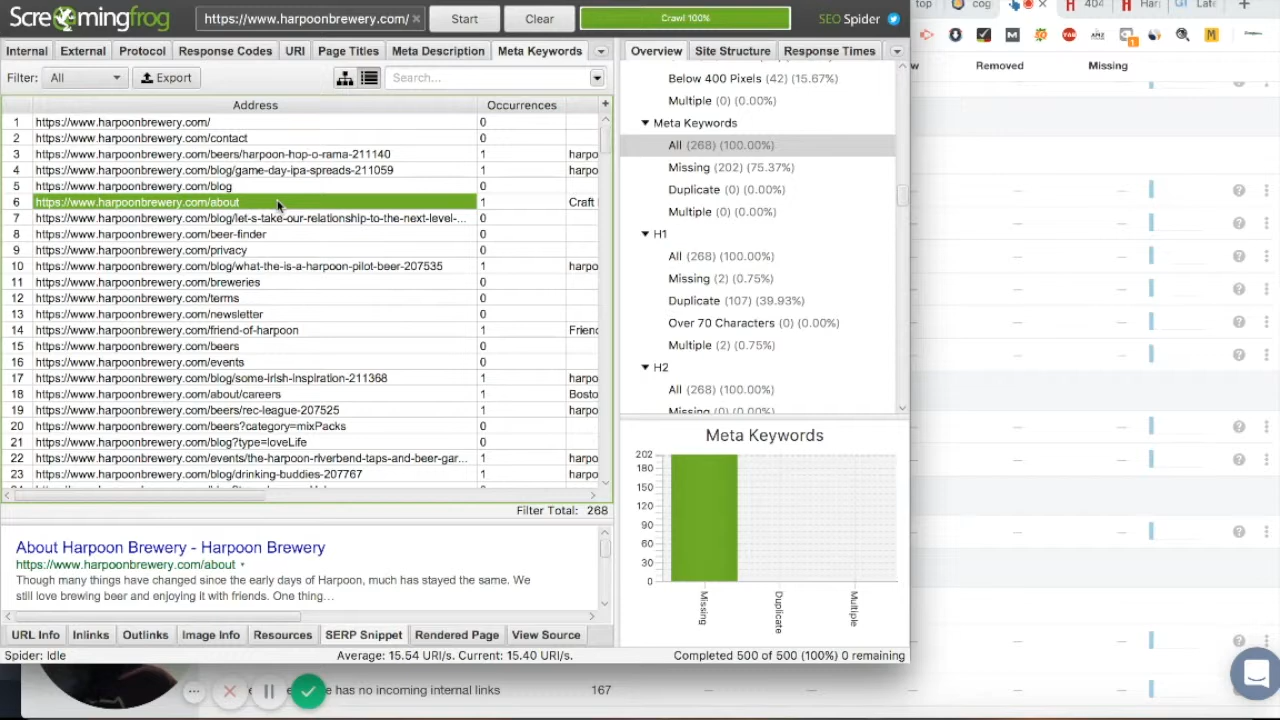 Screamingfrog
https://www.harpoonbrewery.com/
Start
Clear
Crawl 100%
SEO Spider
Internal External Protocol Response Codes URI Page Titles Meta Description Meta Keywords
Overview Site Structure Response Times
Filter: All Export Search...
Address Occurrences
1 https://www.harpoonbrewery.com/ 0
2 https://www.harpoonbrewery.com/contact 0
3 https://www.harpoonbrewery.com/beers/harpoon-hop-o-rama-211140 1 harpo
4 https://www.harpoonbrewery.com/blog/game-day-ipa-spreads-211059 1 harpo
5 https://www.harpoonbrewery.com/blog 0
6 https://www.harpoonbrewery.com/about 1 Craft
7 https://www.harpoonbrewery.com/blog/let-s-take-our-relationship-to-the-next-level-... 0
8 https://www.harpoonbrewery.com/beer-finder 0
9 https://www.harpoonbrewery.com/privacy 0
10 https://www.harpoonbrewery.com/blog/what-the-is-a-harpoon-pilot-beer-207535 1 harpo
11 https://www.harpoonbrewery.com/breweries 0
12 https://www.harpoonbrewery.com/terms 0
13 https://www.harpoonbrewery.com/newsletter 0
14 https://www.harpoonbrewery.com/friend-of-harpoon 1 Frien
15 https://www.harpoonbrewery.com/beers 0
16 https://www.harpoonbrewery.com/events 0
17 https://www.harpoonbrewery.com/blog/some-irish-inspiration-211368 1 harpo
18 https://www.harpoonbrewery.com/about/careers 1 Bosto
19 https://www.harpoonbrewery.com/beers/rec-league-207525 1 harpo
20 https://www.harpoonbrewery.com/beers?category=mixPacks 0
21 https://www.harpoonbrewery.com/blog?type=loveLife 0
22 https://www.harpoonbrewery.com/events/the-harpoon-riverbend-taps-and-beer-gar... 1 harpo
23 https://www.harpoonbrewery.com/blog/drinking-buddies-207767 1 harpo
Filter Total: 268
Below 400 Pixels (42) (15.67%)
Multiple (0) (0.00%)
Meta Keywords
All (268) (100.00%)
Missing (202) (75.37%)
Duplicate (0) (0.00%)
Multiple (0) (0.00%)
H1
All (268) (100.00%)
Missing (2) (0.75%)
Duplicate (107) (39.93%)
Over 70 Characters (0) (0.00%)
Multiple (2) (0.75%)
H2
All (268) (100.00%)
Missing (0) (0.00%)
Meta Keywords
202
180
150
120
90
60
30
0
Missing
Duplicate
Multiple
About Harpoon Brewery - Harpoon Brewery
https://www.harpoonbrewery.com/about
Though many things have changed since the early days of Harpoon, much has stayed the same. We
still love brewing beer and enjoying it with friends. One thing…
URL Info Inlinks Outlinks Image Info Resources SERP Snippet Rendered Page View Source
Spider: Idle
Average: 15.54 URI/s. Current: 15.40 URI/s.
Completed 500 of 500 (100%) 0 remaining
top cog 404 Har Late
w Removed Missing
e has no incoming internal links 167